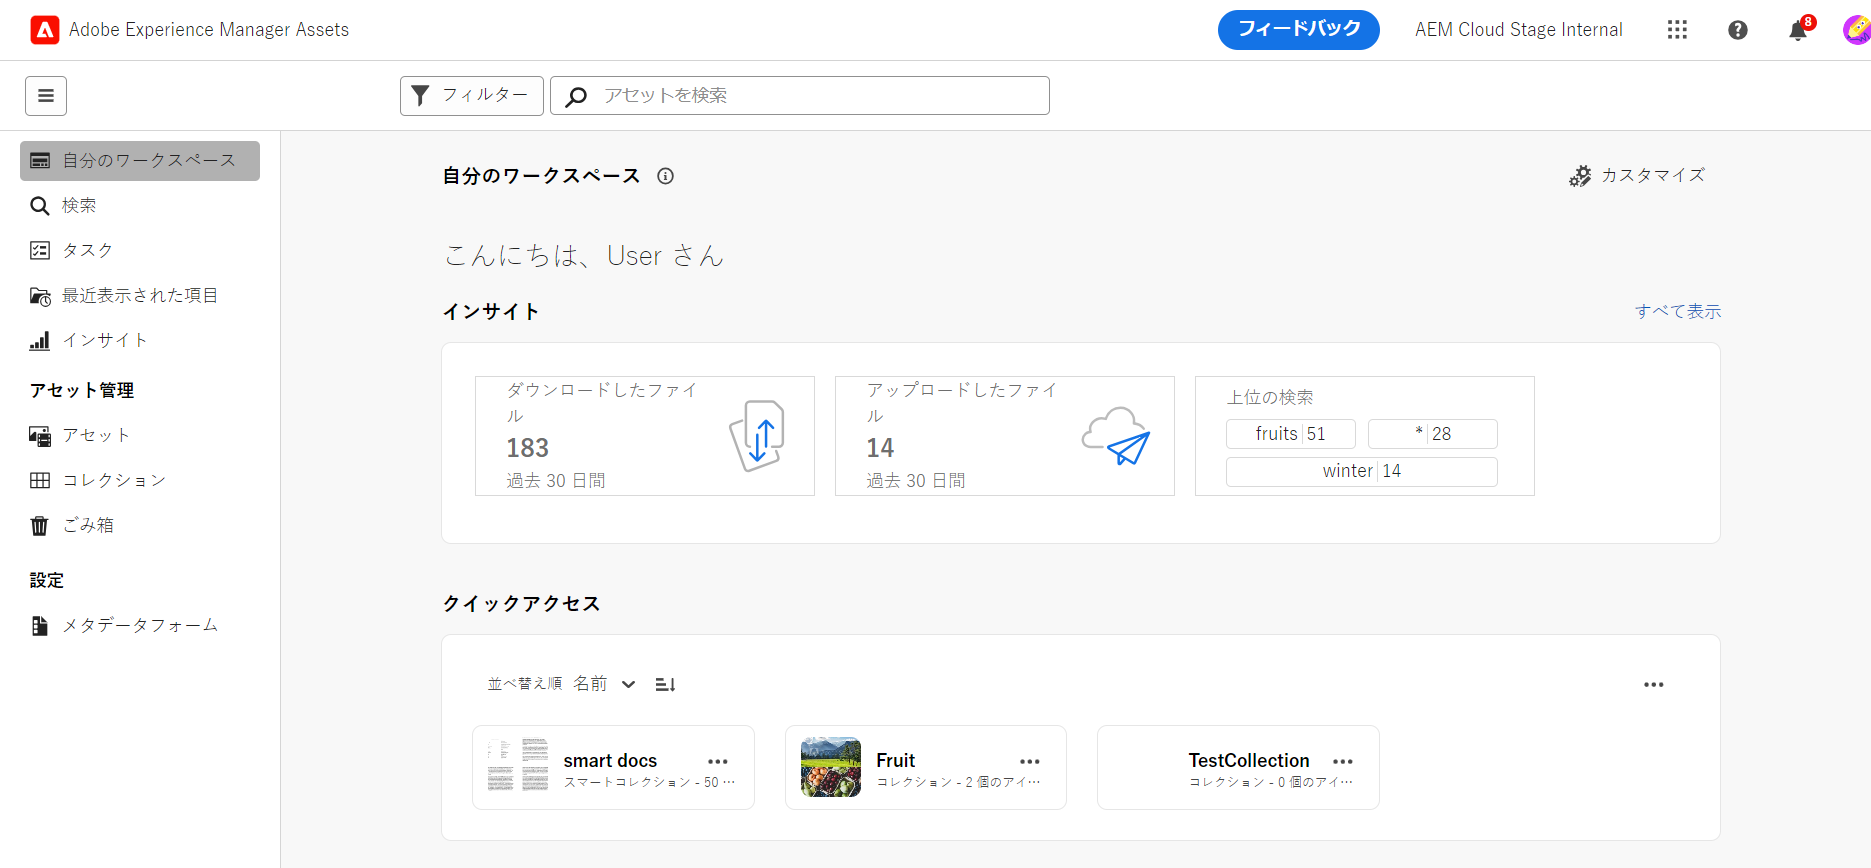 Adobe Experience Manager Assets
フィードバック
AEM Cloud Stage Internal
8
フィルター
アセットを検索
自分のワークスペース
検索
タスク
最近表示された項目
インサイト
アセット管理
アセット
コレクション
ごみ箱
設定
メタデータフォーム
自分のワークスペース
カスタマイズ
こんにちは、User さん
インサイト
すべて表示
ダウンロードしたファイ
ル
183
過去 30 日間
アップロードしたファイ
ル
14
過去 30 日間
上位の検索
fruits 51
* 28
winter 14
クイックアクセス
並べ替え順 名前
smart docs
スマートコレクション - 50 …
Fruit
コレクション - 2 個のアイ…
TestCollection
コレクション - 0 個のアイ…